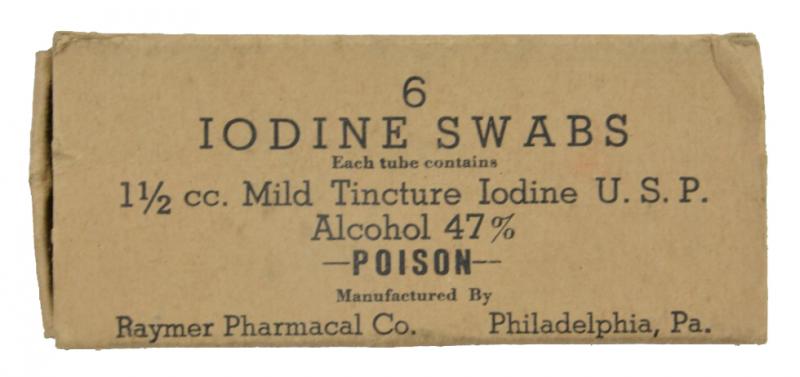 6
IODINE SWABS
Each tube contains
1½ cc. Mild Tincture Iodine U. S. P.
Alcohol 47%
—POISON—
Manufactured By
Raymer Pharmacal Co. Philadelphia, Pa.